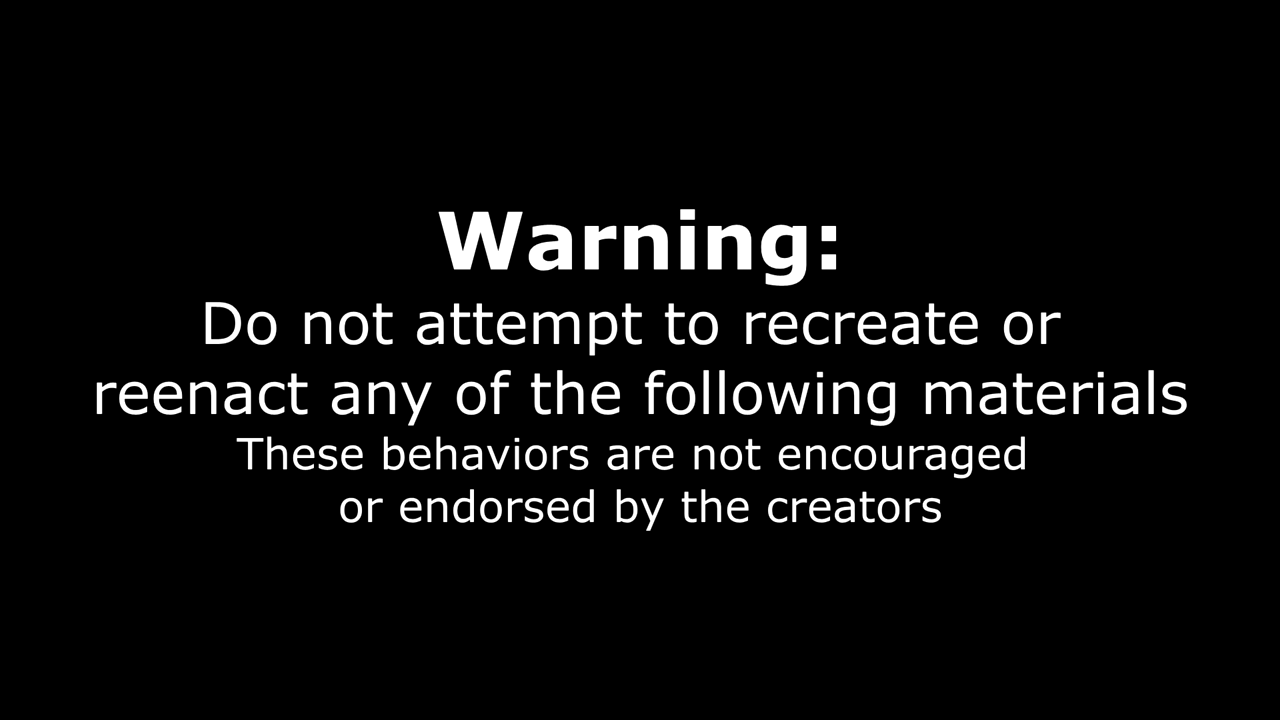 Warning:
Do not attempt to recreate or
reenact any of the following materials
These behaviors are not encouraged
or endorsed by the creators